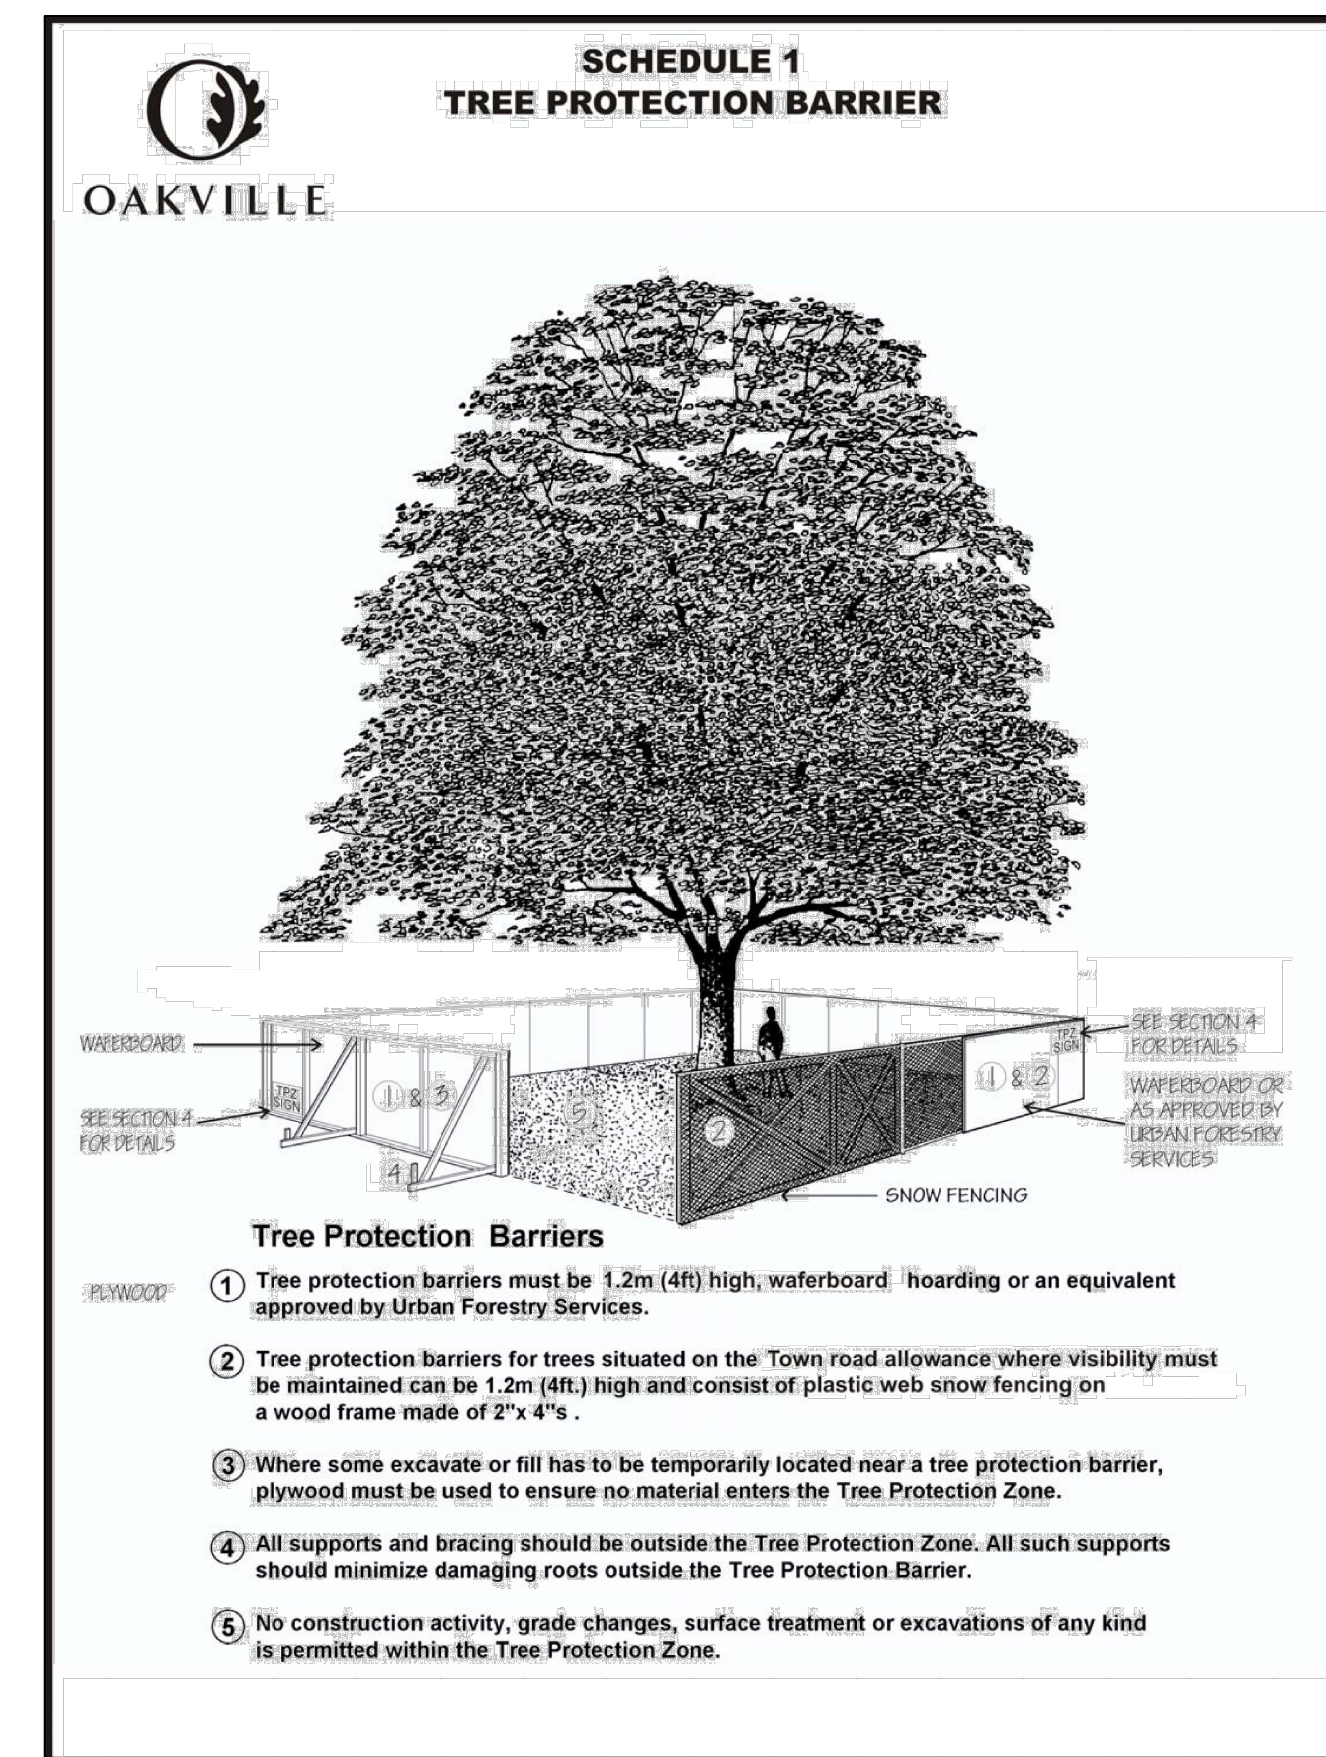 SCHEDULE 1
TREE PROTECTION BARRIER
OAKVILLE
WAFERBOARD
SEE SECTION 4
FOR DETAILS
TPZ
SIGN
1 & 3
4
5
2
1 & 2
TPZ
SIGN
SEE SECTION 4
FOR DETAILS
WAFERBOARD OR
AS APPROVED BY
URBAN FORESTRY
SERVICES
SNOW FENCING
Tree Protection Barriers
PLYWOOD
1 Tree protection barriers must be 1.2m (4ft) high, waferboard hoarding or an equivalent
approved by Urban Forestry Services.
2 Tree protection barriers for trees situated on the Town road allowance where visibility must
be maintained can be 1.2m (4ft.) high and consist of plastic web snow fencing on
a wood frame made of 2"x 4"s .
3 Where some excavate or fill has to be temporarily located near a tree protection barrier,
plywood must be used to ensure no material enters the Tree Protection Zone.
4 All supports and bracing should be outside the Tree Protection Zone. All such supports
should minimize damaging roots outside the Tree Protection Barrier.
5 No construction activity, grade changes, surface treatment or excavations of any kind
is permitted within the Tree Protection Zone.